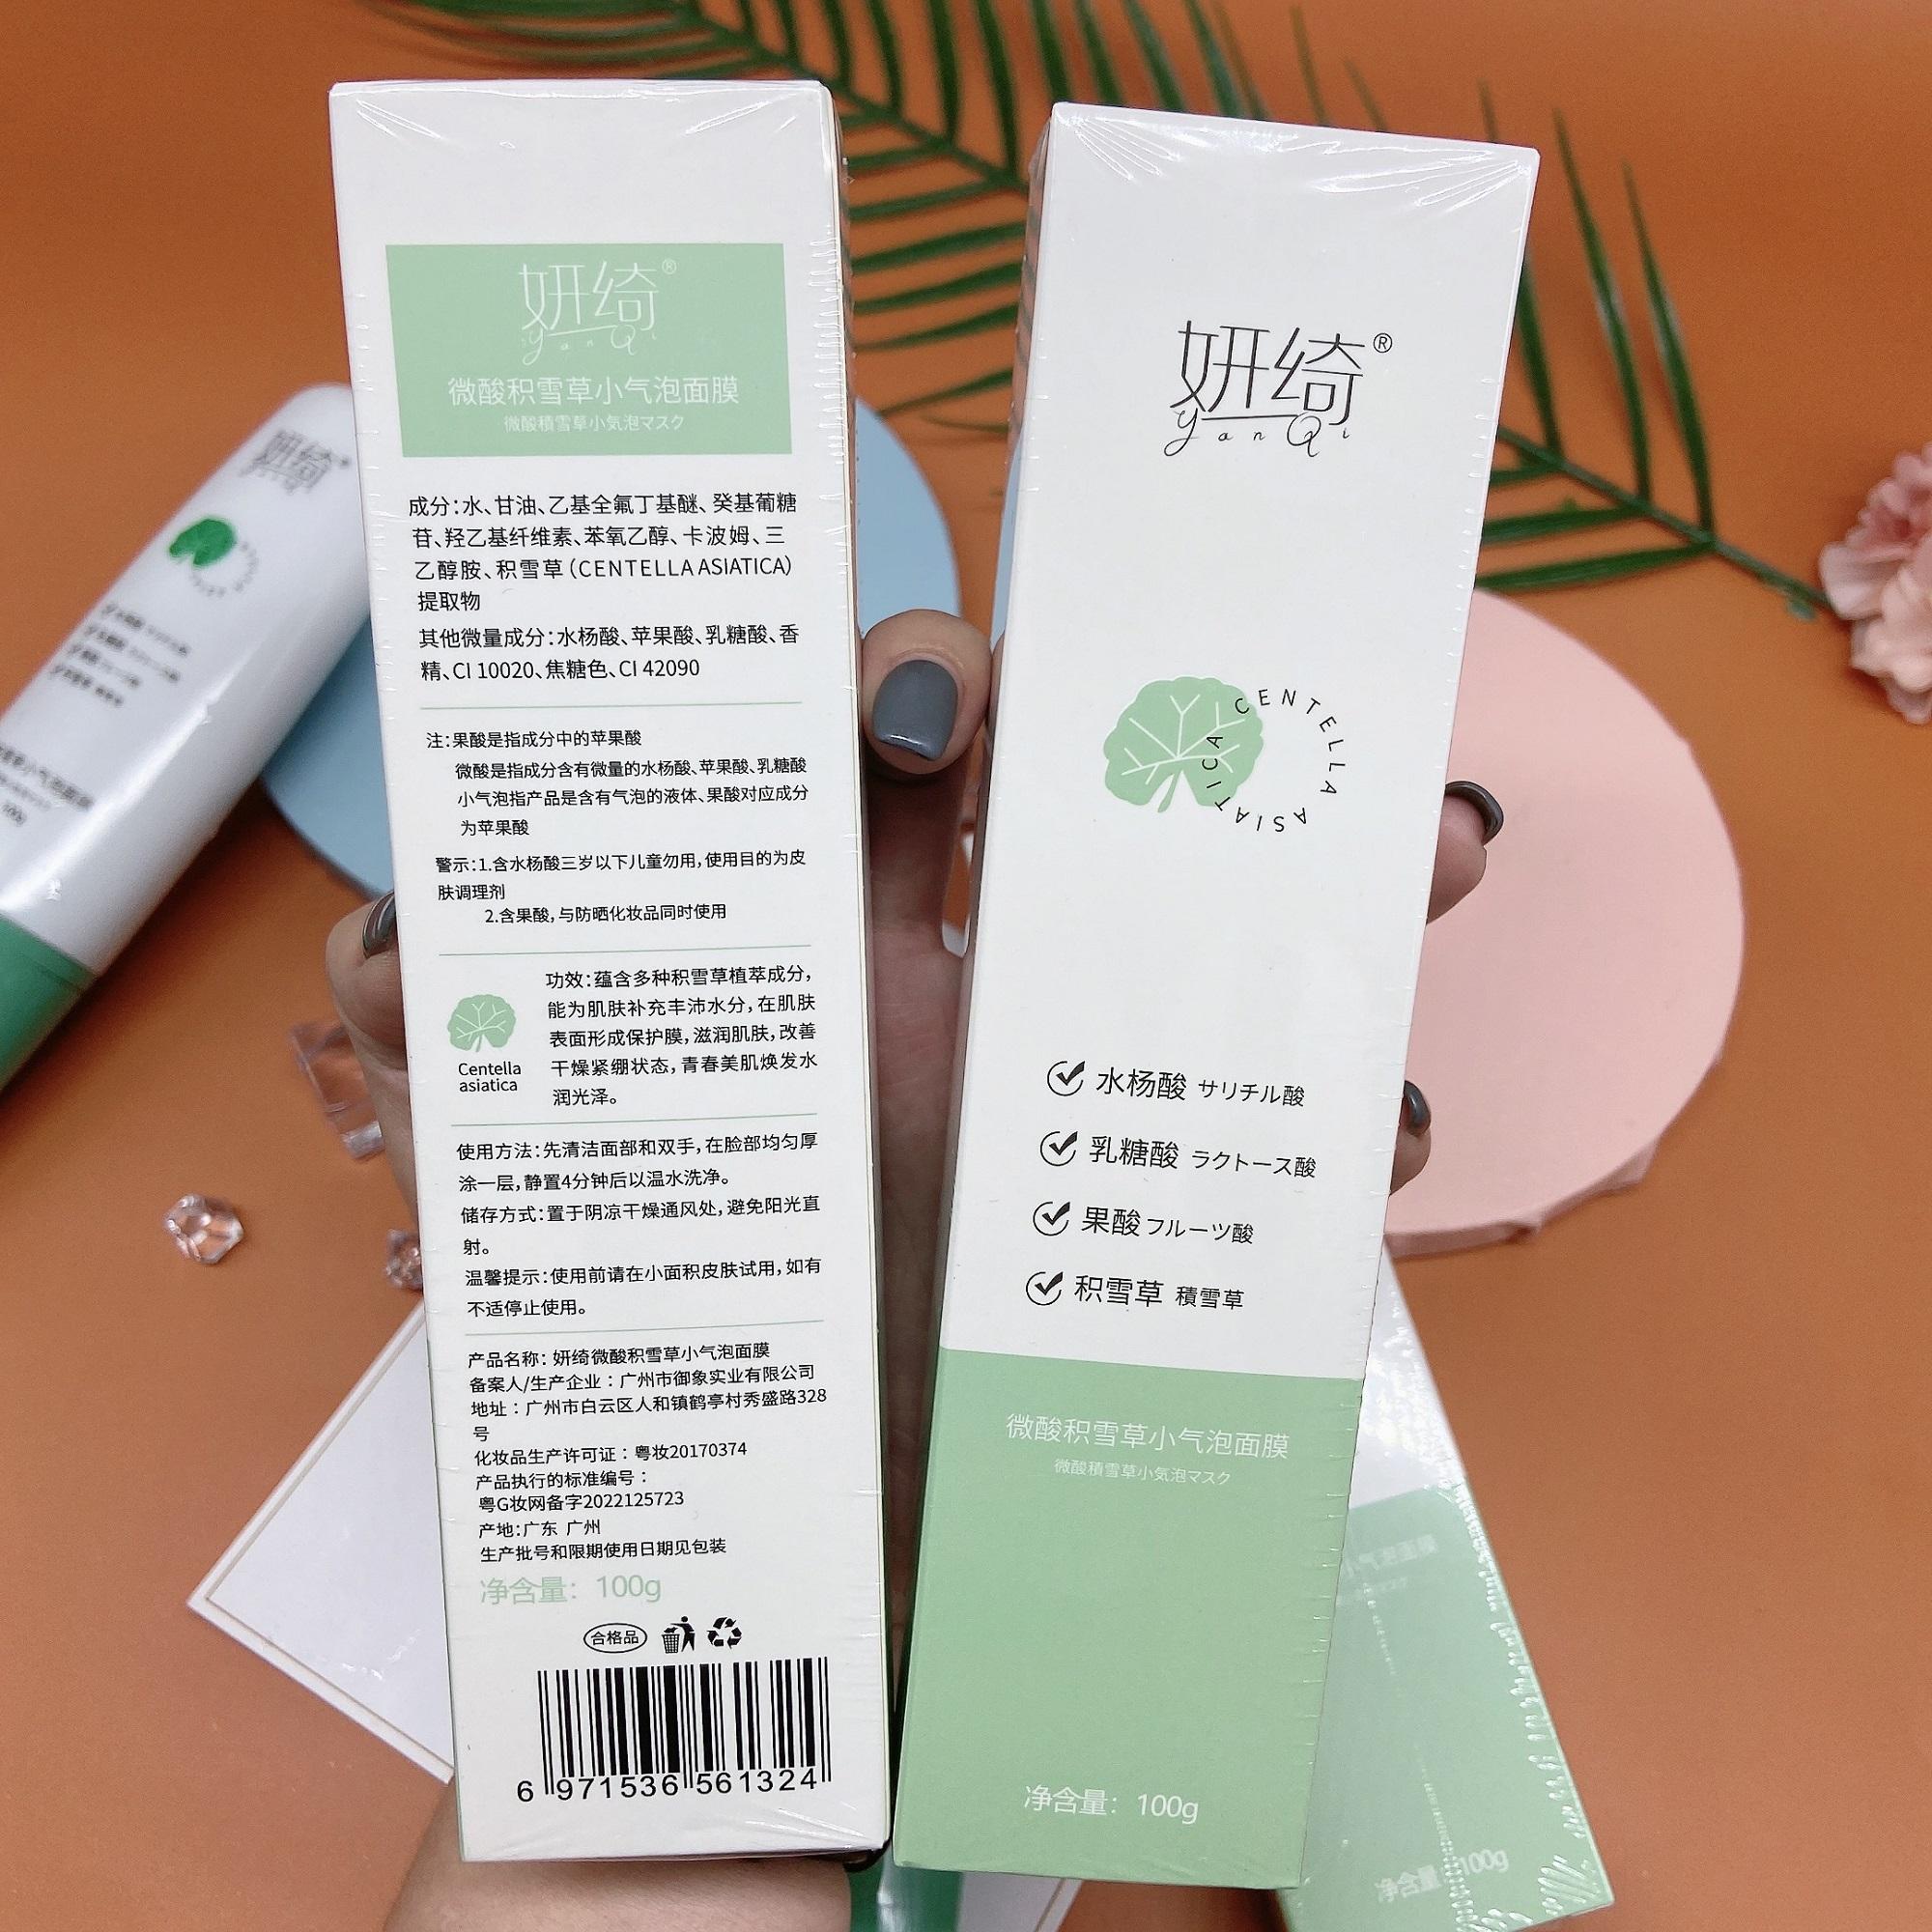 妍绮®
yanQi
微酸积雪草小气泡面膜
微酸積雪草小気泡マスク
成分:水、甘油、乙基全氟丁基醚、癸基葡糖
苷、羟乙基纤维素、苯氧乙醇、卡波姆、三
乙醇胺、积雪草(CENTELLA ASIATICA)
提取物
其他微量成分:水杨酸、苹果酸、乳糖酸、香
精、CI 10020、焦糖色、CI 42090
注:果酸是指成分中的苹果酸
微酸是指成分含有微量的水杨酸、苹果酸、乳糖酸
小气泡指产品是含有气泡的液体、果酸对应成分
为苹果酸
警示:1.含水杨酸三岁以下儿童勿用,使用目的为皮
肤调理剂
2.含果酸,与防晒化妆品同时使用
功效:蕴含多种积雪草植萃成分,
能为肌肤补充丰沛水分,在肌肤
表面形成保护膜,滋润肌肤,改善
干燥紧绷状态,青春美肌焕发水
润光泽。
Centella
asiatica
使用方法:先清洁面部和双手,在脸部均匀厚
涂一层,静置4分钟后以温水洗净。
储存方式:置于阴凉干燥通风处,避免阳光直
射。
温馨提示:使用前请在小面积皮肤试用,如有
不适停止使用。
产品名称:妍绮微酸积雪草小气泡面膜
备案人/生产企业:广州市御象实业有限公司
地址:广州市白云区人和镇鹤亭村秀盛路328
号
化妆品生产许可证:粤妆20170374
产品执行的标准编号:
粤G妆网备字2022125723
产地:广东 广州
生产批号和限期使用日期见包装
净含量: 100g
合格品
6 971536 561324
妍绮®
yanQi
CENTELLA ASIATICA
水杨酸 サリチル酸
乳糖酸 ラクトース酸
果酸 フルーツ酸
积雪草 積雪草
微酸积雪草小气泡面膜
微酸積雪草小気泡マスク
净含量: 100g
妍绮®
小气泡面膜
净含量: 100g